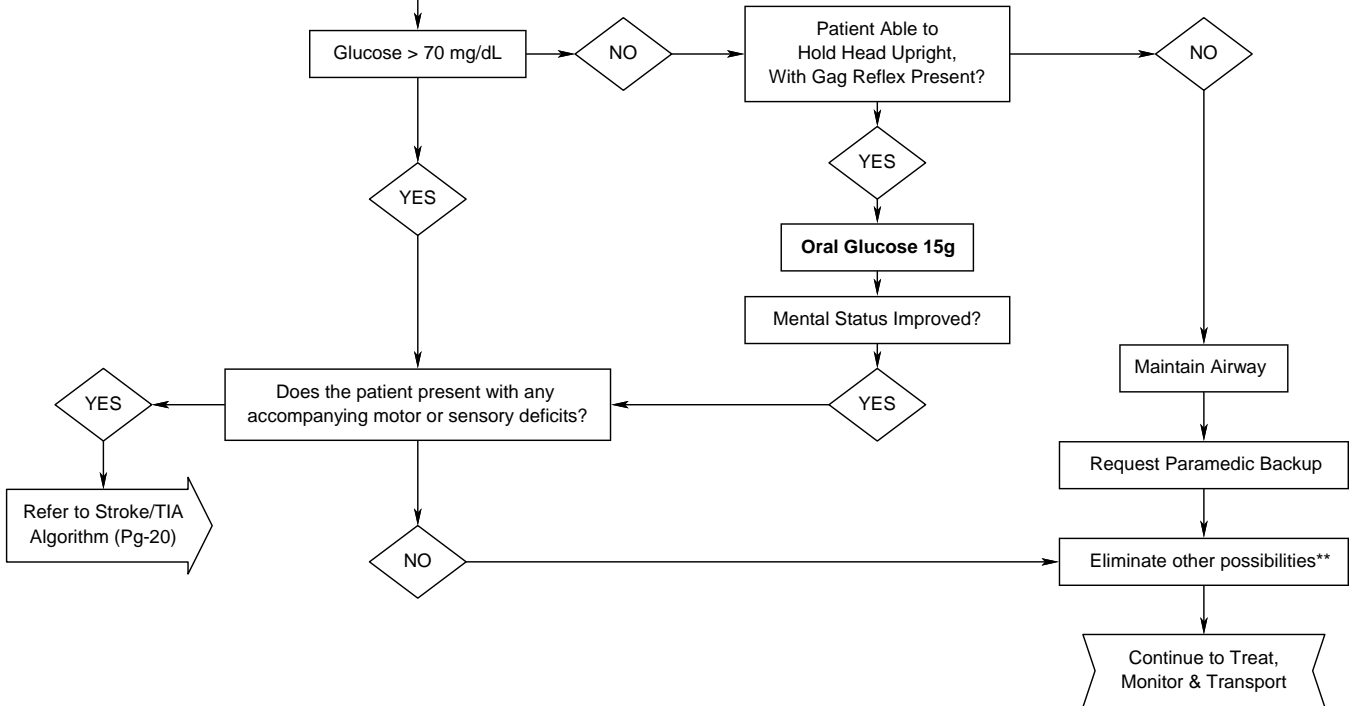 Glucose > 70 mg/dL
NO
Patient Able to
Hold Head Upright,
With Gag Reflex Present?
NO
YES
YES
Oral Glucose 15g
Mental Status Improved?
Maintain Airway
YES
Does the patient present with any
accompanying motor or sensory deficits?
YES
Request Paramedic Backup
Refer to Stroke/TIA
Algorithm (Pg-20)
NO
Eliminate other possibilities**
Continue to Treat,
Monitor & Transport